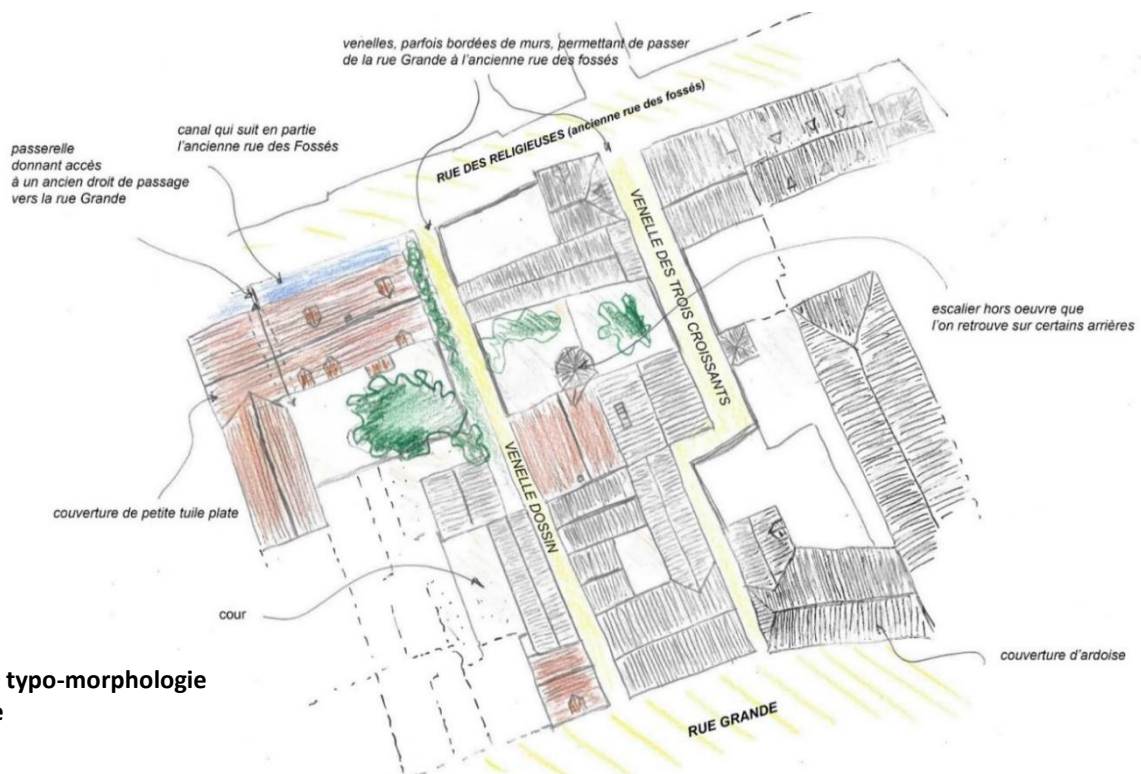 venelles, parfois bordées de murs, permettant de passer
de la rue Grande à l'ancienne rue des fossés
canal qui suit en partie
l'ancienne rue des Fossés
passerelle
donnant accès
à un ancien droit de passage
vers la rue Grande
RUE DES RELIGIEUSES (ancienne rue des fossés)
VENELLE DES TROIS CROISSANTS
escalier hors oeuvre que
l'on retrouve sur certains arrières
VENELLE DOSSIN
couverture de petite tuile plate
cour
couverture d'ardoise
typo-morphologie
RUE GRANDE